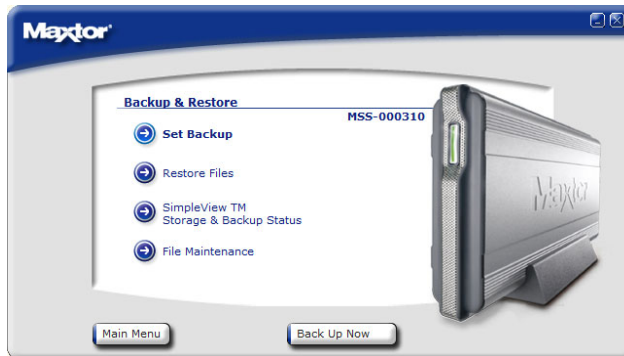 Maxtor
Backup & Restore
MSS-000310
Set Backup
Restore Files
SimpleView TM
Storage & Backup Status
File Maintenance
Maxtor
Main Menu
Back Up Now